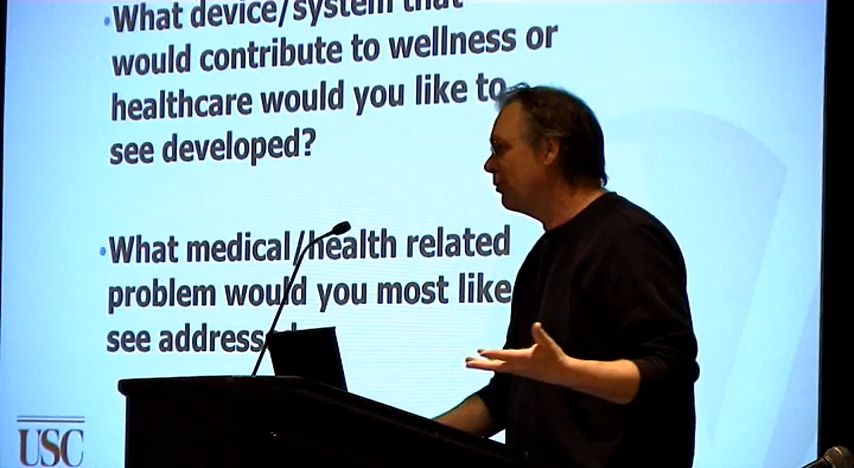 •What device/system that
would contribute to wellness or
healthcare would you like to
see developed?
•What medical/health related
problem would you most like
see address
USC